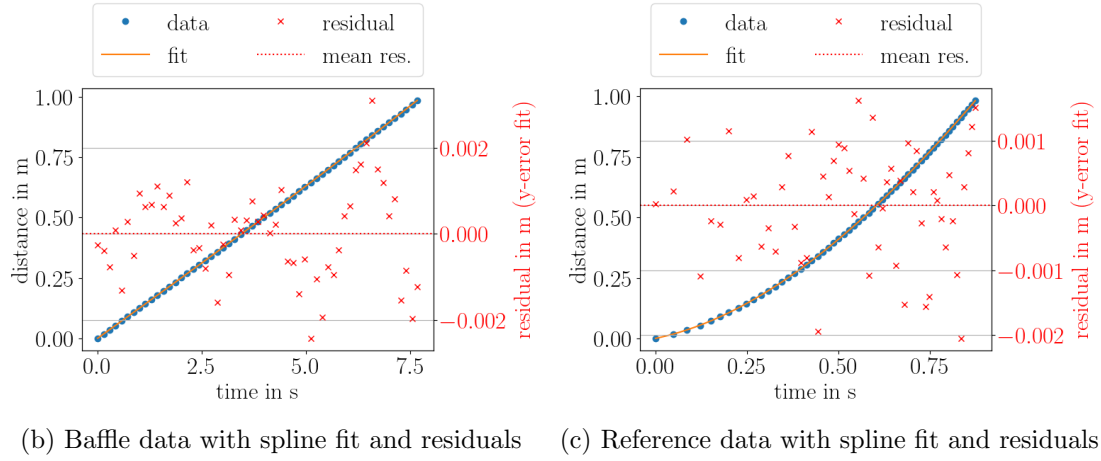 data
residual
fit
mean res.
1.00
0.75
0.50
0.25
0.00
distance in m
0.002
0.000
−0.002
residual in m (y-error fit)
0.0
2.5
5.0
7.5
time in s
(b) Baffle data with spline fit and residuals
data
residual
fit
mean res.
1.00
0.75
0.50
0.25
0.00
distance in m
0.001
0.000
−0.001
−0.002
residual in m (y-error fit)
0.00
0.25
0.50
0.75
time in s
(c) Reference data with spline fit and residuals